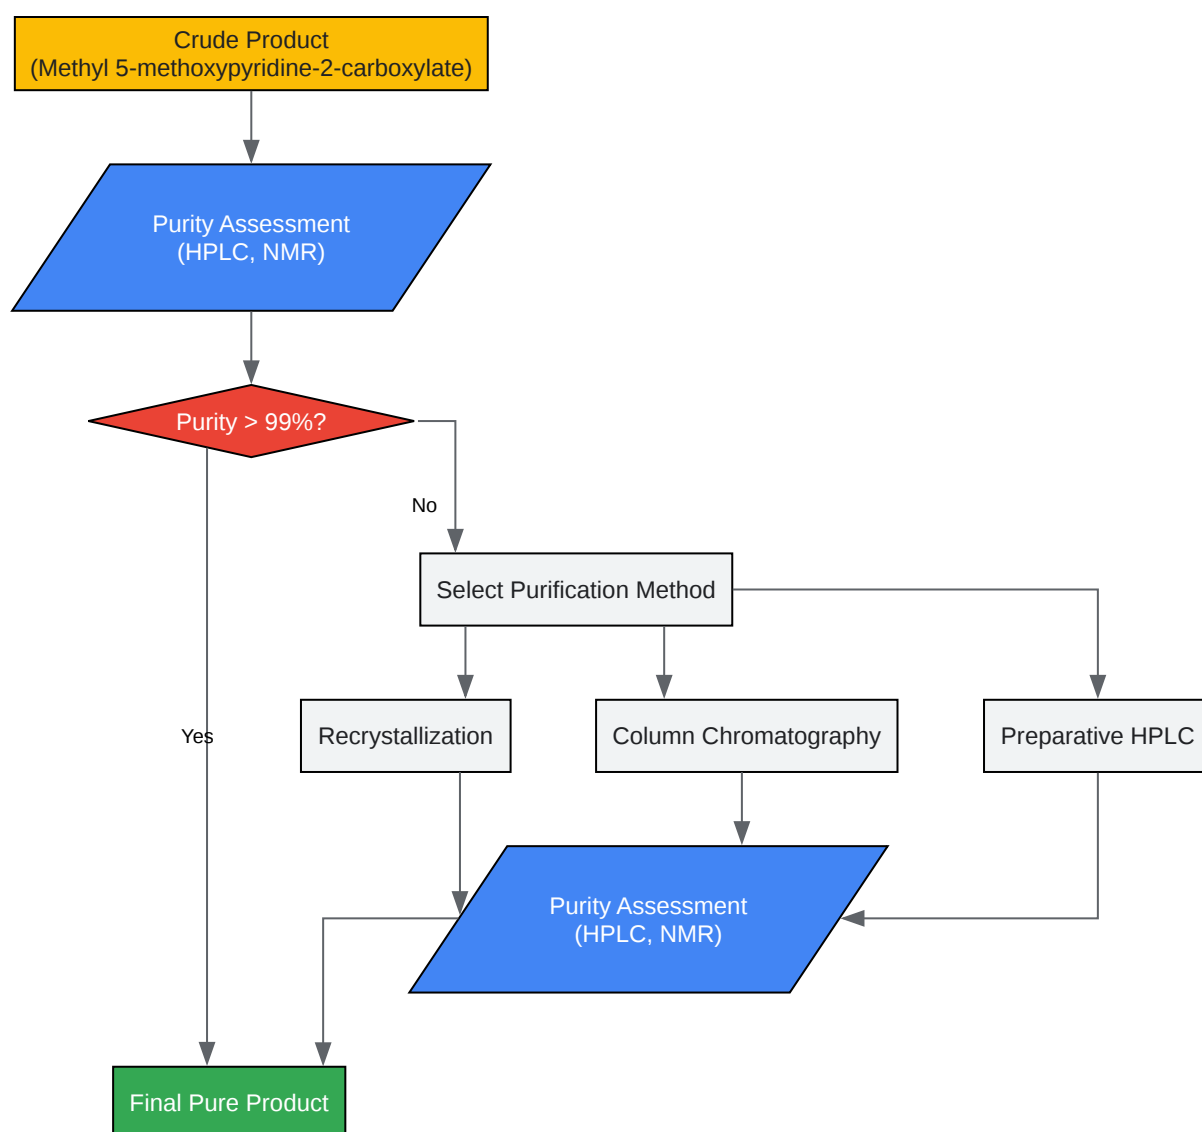 Crude Product
(Methyl 5-methoxypyridine-2-carboxylate)
Purity Assessment
(HPLC, NMR)
Purity > 99%?
No
Select Purification Method
Yes
Recrystallization
Column Chromatography
Preparative HPLC
Purity Assessment
(HPLC, NMR)
Final Pure Product